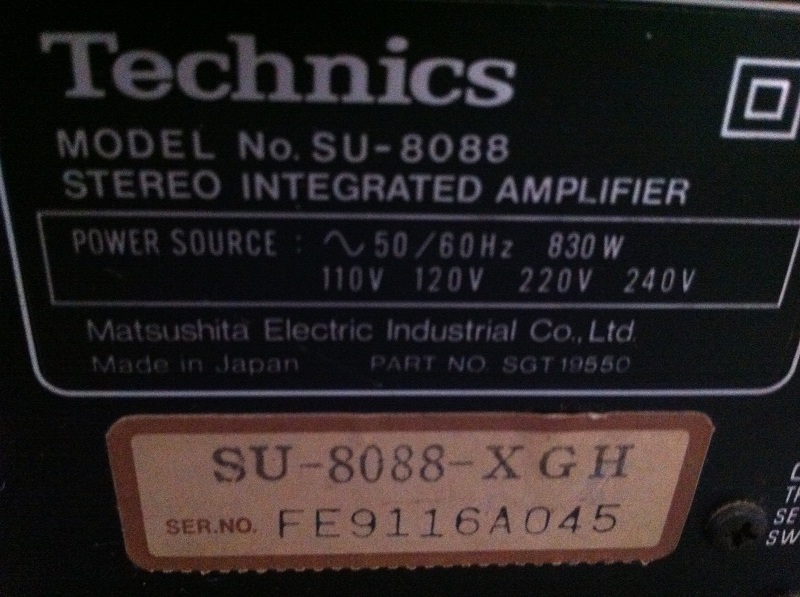 Technics
MODEL No. SU-8088
STEREO INTEGRATED AMPLIFIER
POWER SOURCE : ∿ 50/60Hz 830W
110V 120V 220V 240V
Matsushita Electric Industrial Co., Ltd.
Made in Japan PART NO. SGT19550
SU-8088-XGH
SER.NO. FE9116A045